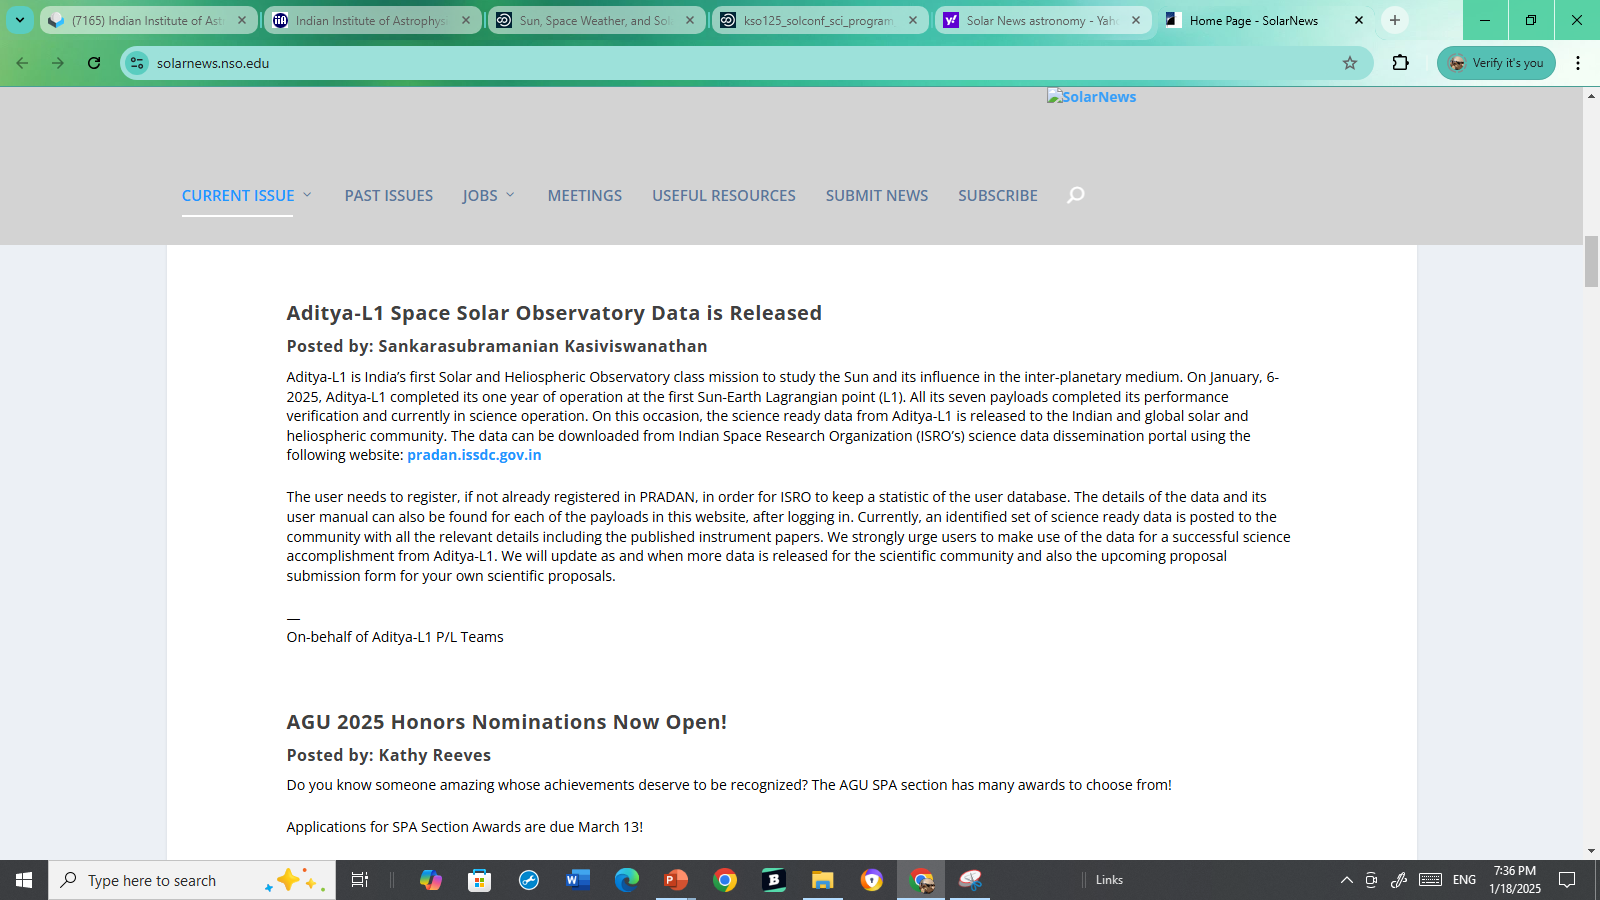 (7165) Indian Institute of Ast
Indian Institute of Astrophys
Sun, Space Weather, and Sol
kso125_solconf_sci_program
Solar News astronomy - Yah
Home Page - SolarNews
solarnews.nso.edu
Verify it's you
SolarNews
CURRENT ISSUE
PAST ISSUES
JOBS
MEETINGS
USEFUL RESOURCES
SUBMIT NEWS
SUBSCRIBE
Aditya-L1 Space Solar Observatory Data is Released
Posted by: Sankarasubramanian Kasiviswanathan
Aditya-L1 is India’s first Solar and Heliospheric Observatory class mission to study the Sun and its influence in the inter-planetary medium. On January, 6-
2025, Aditya-L1 completed its one year of operation at the first Sun-Earth Lagrangian point (L1). All its seven payloads completed its performance
verification and currently in science operation. On this occasion, the science ready data from Aditya-L1 is released to the Indian and global solar and
heliospheric community. The data can be downloaded from Indian Space Research Organization (ISRO’s) science data dissemination portal using the
following website: pradan.issdc.gov.in
The user needs to register, if not already registered in PRADAN, in order for ISRO to keep a statistic of the user database. The details of the data and its
user manual can also be found for each of the payloads in this website, after logging in. Currently, an identified set of science ready data is posted to the
community with all the relevant details including the published instrument papers. We strongly urge users to make use of the data for a successful science
accomplishment from Aditya-L1. We will update as and when more data is released for the scientific community and also the upcoming proposal
submission form for your own scientific proposals.
—
On-behalf of Aditya-L1 P/L Teams
AGU 2025 Honors Nominations Now Open!
Posted by: Kathy Reeves
Do you know someone amazing whose achievements deserve to be recognized? The AGU SPA section has many awards to choose from!
Applications for SPA Section Awards are due March 13!
Type here to search
Links
ENG
7:36 PM
1/18/2025